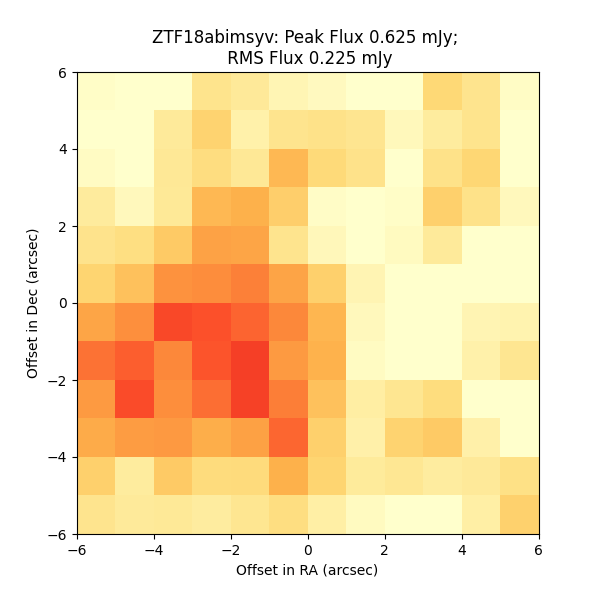 ZTF18abimsyv: Peak Flux 0.625 mJy;
RMS Flux 0.225 mJy
6
4
2
0
−2
−4
−6
Offset in Dec (arcsec)
−6 −4 −2 0 2 4 6
Offset in RA (arcsec)